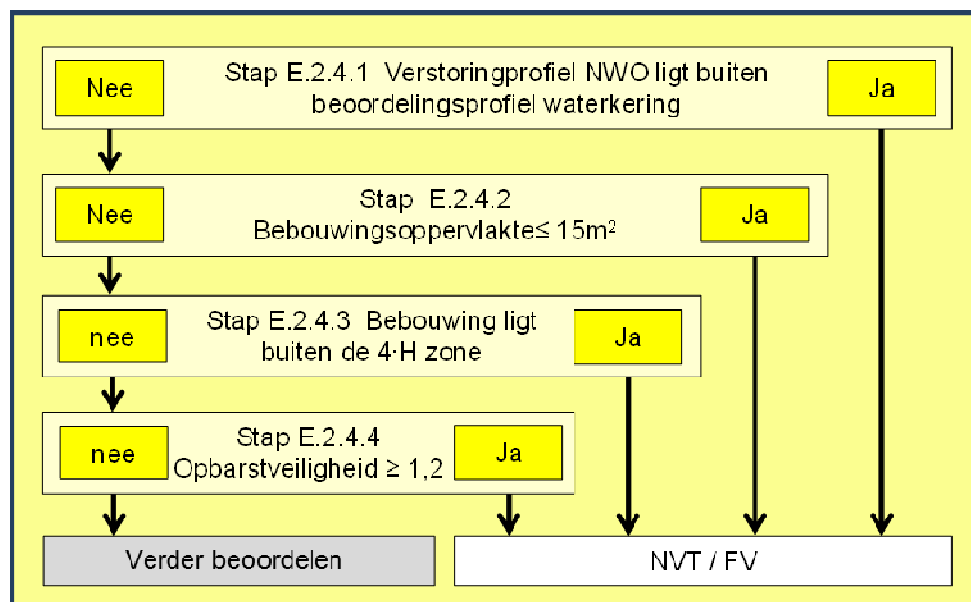 Nee
Stap E.2.4.1 Verstoringprofiel NWO ligt buiten
beoordelingsprofiel waterkering
Ja
Nee
Stap E.2.4.2
Bebouwingsoppervlakte≤ 15m²
Ja
nee
Stap E.2.4.3 Bebouwing ligt
buiten de 4·H zone
Ja
nee
Stap E.2.4.4
Opbarstveiligheid ≥ 1,2
Ja
Verder beoordelen
NVT / FV